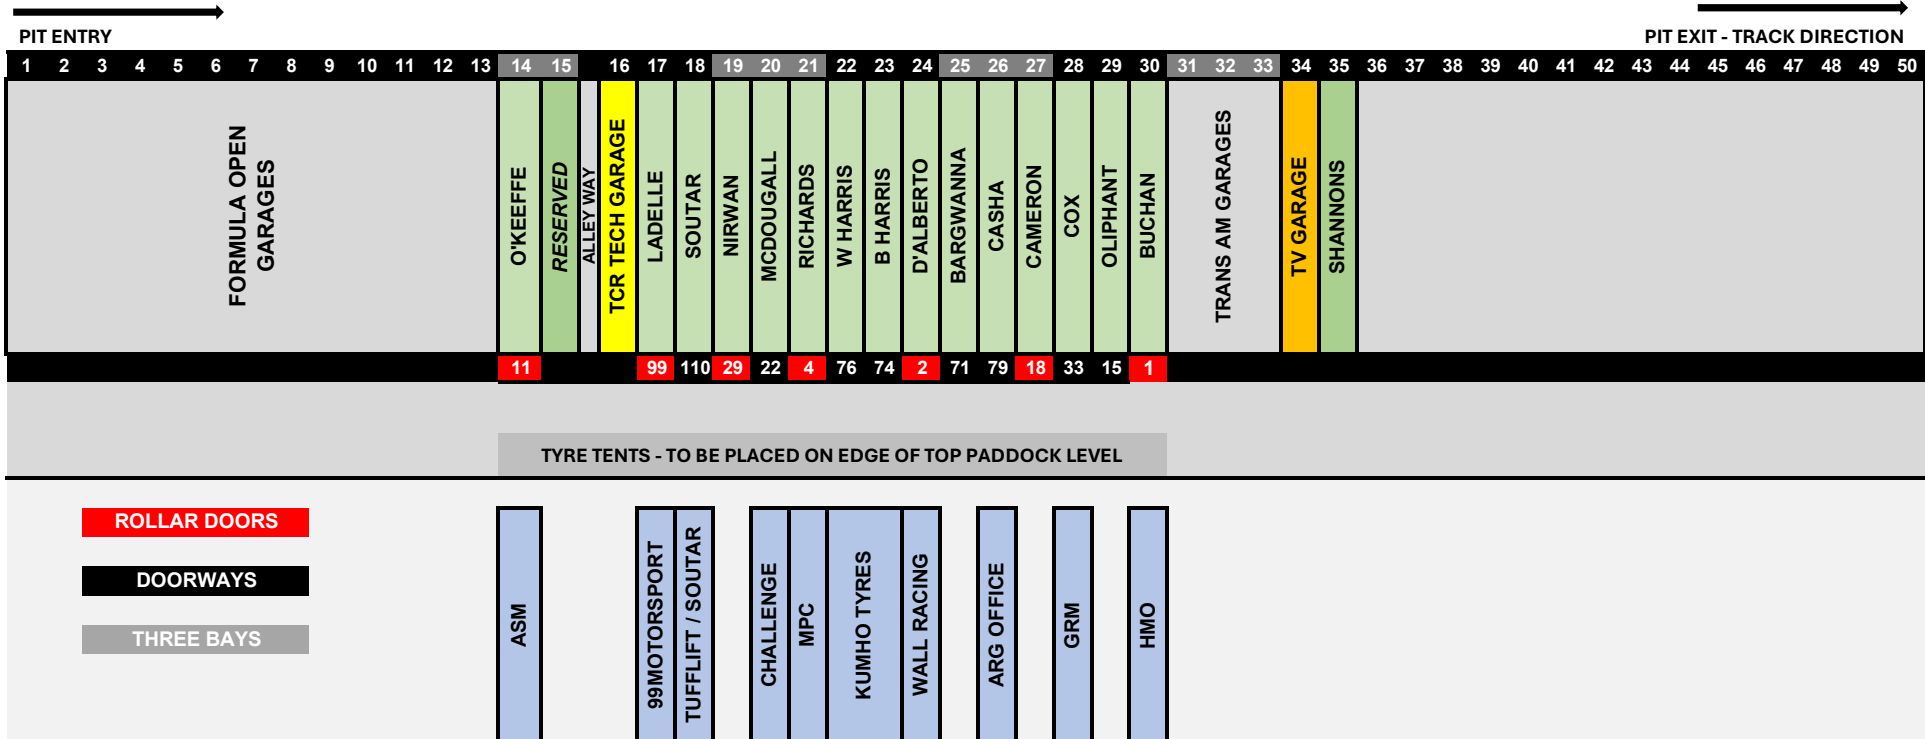 PIT ENTRY
PIT EXIT - TRACK DIRECTION
1 2 3 4 5 6 7 8 9 10 11 12 13 14 15 16 17 18 19 20 21 22 23 24 25 26 27 28 29 30 31 32 33 34 35 36 37 38 39 40 41 42 43 44 45 46 47 48 49 50
FORMULA OPEN
GARAGES
O'KEEFFE
RESERVED
ALLEY WAY
TCR TECH GARAGE
LADELLE
SOUTAR
NIRWAN
MCDOUGALL
RICHARDS
W HARRIS
B HARRIS
D'ALBERTO
BARGWANNA
CASHA
CAMERON
COX
OLIPHANT
BUCHAN
TRANS AM GARAGES
TV GARAGE
SHANNONS
11 99 110 29 22 4 76 74 2 71 79 18 33 15 1
TYRE TENTS - TO BE PLACED ON EDGE OF TOP PADDOCK LEVEL
ROLLAR DOORS
DOORWAYS
THREE BAYS
ASM
99MOTORSPORT
TUFFLIFT / SOUTAR
CHALLENGE
MPC
KUMHO TYRES
WALL RACING
ARG OFFICE
GRM
HMO